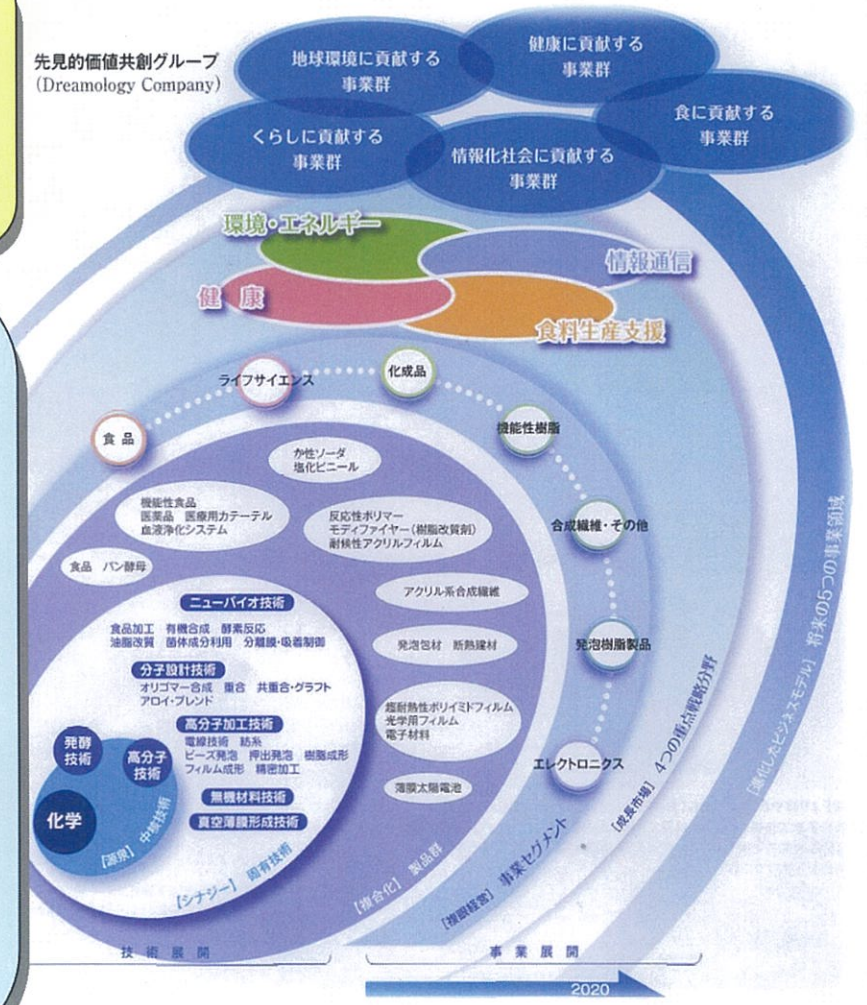 先見的価値共創グループ
(Dreamology Company)
地球環境に貢献する
事業群
健康に貢献する
事業群
食に貢献する
事業群
くらしに貢献する
事業群
情報化社会に貢献する
事業群
環境・エネルギー
情報通信
健 康
食料生産支援
ライフサイエンス
化成品
食 品
機能性樹脂
合成繊維・その他
発泡樹脂製品
エレクトロニクス
か性ソーダ
塩化ビニール
機能性食品
医薬品 医療用カテーテル
血液浄化システム
反応性ポリマー
モディファイヤー(樹脂改質剤)
耐候性アクリルフィルム
食品 パン酵母
アクリル系合成繊維
発泡包材 断熱建材
超耐熱性ポリイミドフィルム
光学用フィルム
電子材料
薄膜太陽電池
ニューバイオ技術
食品加工 有機合成 酵素反応
油脂改質 菌体成分利用 分離膜・吸着制御
分子設計技術
オリゴマー合成 重合 共重合・グラフト
アロイ・ブレンド
高分子加工技術
電線技術 紡糸
ビーズ発泡 押出発泡 樹脂成形
フィルム成形 精密加工
無機材料技術
真空薄膜形成技術
発酵
技術
高分子
技術
化学
[源泉] 中核技術
[シナジー] 固有技術
[複合化] 製品群
[複眼経営] 事業セグメント
[成長市場] 4つの重点戦略分野
[進化したビジネスモデル] 将来の5つの事業領域
技 術 展 開
事 業 展 開
2020